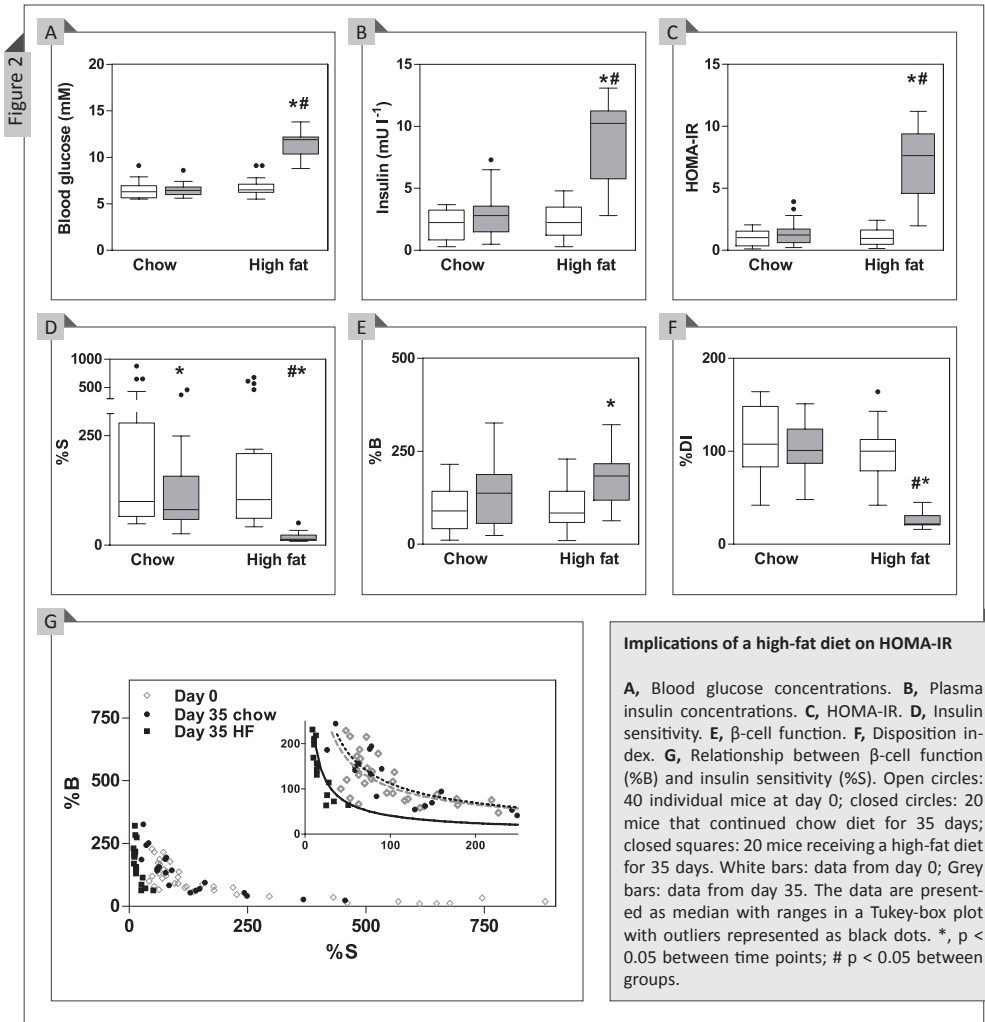 Figure 2
A
20
15
10
5
0
Blood glucose (mM)
*#
Chow
High fat
B
15
10
5
0
Insulin (mU l-1)
*#
Chow
High fat
C
15
10
5
0
HOMA-IR
*#
Chow
High fat
D
1000
500
250
0
%S
*
#*
Chow
High fat
E
500
250
0
%B
*
Chow
High fat
F
200
100
0
%DI
#*
Chow
High fat
G
Day 0
Day 35 chow
Day 35 HF
750
500
250
0
%B
0
250
500
750
%S
200
100
0
0
100
200
Implications of a high-fat diet on HOMA-IR
A, Blood glucose concentrations. B, Plasma
insulin concentrations. C, HOMA-IR. D, Insulin
sensitivity. E, β-cell function. F, Disposition in-
dex. G, Relationship between β-cell function
(%B) and insulin sensitivity (%S). Open circles:
40 individual mice at day 0; closed circles: 20
mice that continued chow diet for 35 days;
closed squares: 20 mice receiving a high-fat diet
for 35 days. White bars: data from day 0; Grey
bars: data from day 35. The data are present-
ed as median with ranges in a Tukey-box plot
with outliers represented as black dots. *, p <
0.05 between time points; # p < 0.05 between
groups.